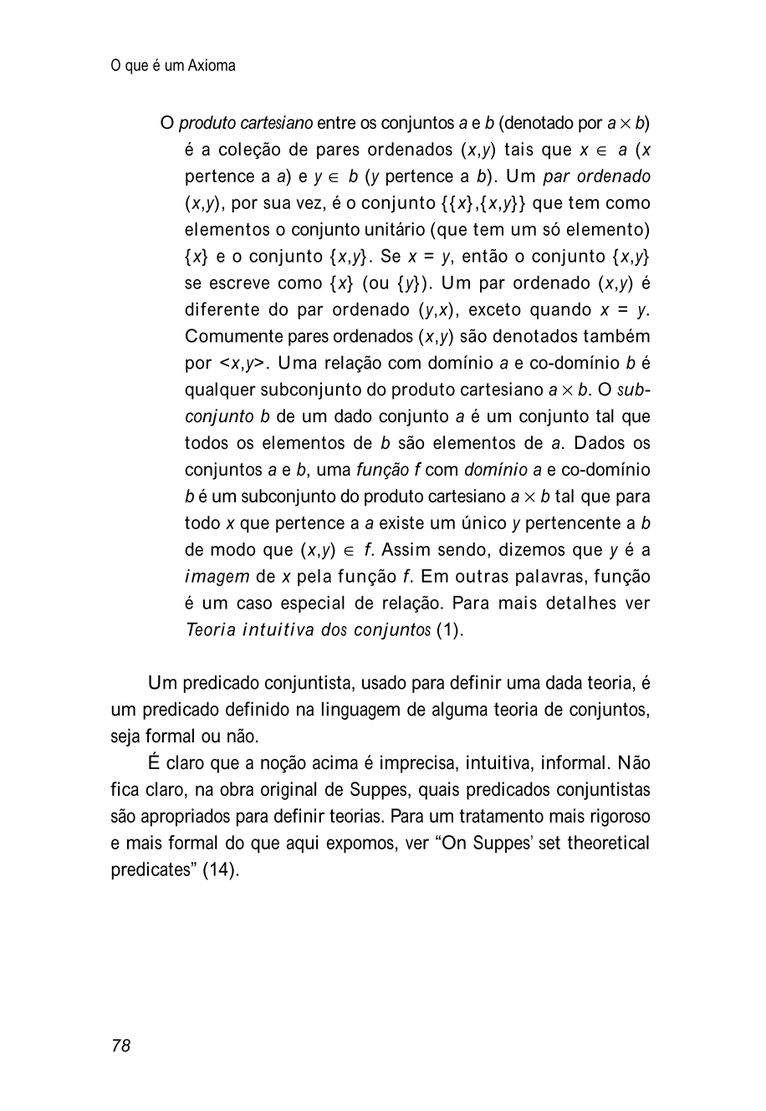 O que é um Axioma
O produto cartesiano entre os conjuntos a e b (denotado por a × b)
é a coleção de pares ordenados (x,y) tais que x ∈ a (x
pertence a a) e y ∈ b (y pertence a b). Um par ordenado
(x,y), por sua vez, é o conjunto {{x},{x,y}} que tem como
elementos o conjunto unitário (que tem um só elemento)
{x} e o conjunto {x,y}. Se x = y, então o conjunto {x,y}
se escreve como {x} (ou {y}). Um par ordenado (x,y) é
diferente do par ordenado (y,x), exceto quando x = y.
Comumente pares ordenados (x,y) são denotados também
por <x,y>. Uma relação com domínio a e co-domínio b é
qualquer subconjunto do produto cartesiano a × b. O sub-
conjunto b de um dado conjunto a é um conjunto tal que
todos os elementos de b são elementos de a. Dados os
conjuntos a e b, uma função f com domínio a e co-domínio
b é um subconjunto do produto cartesiano a × b tal que para
todo x que pertence a a existe um único y pertencente a b
de modo que (x,y) ∈ f. Assim sendo, dizemos que y é a
imagem de x pela função f. Em outras palavras, função
é um caso especial de relação. Para mais detalhes ver
Teoria intuitiva dos conjuntos (1).
Um predicado conjuntista, usado para definir uma dada teoria, é
um predicado definido na linguagem de alguma teoria de conjuntos,
seja formal ou não.
É claro que a noção acima é imprecisa, intuitiva, informal. Não
fica claro, na obra original de Suppes, quais predicados conjuntistas
são apropriados para definir teorias. Para um tratamento mais rigoroso
e mais formal do que aqui expomos, ver “On Suppes’ set theoretical
predicates” (14).
78